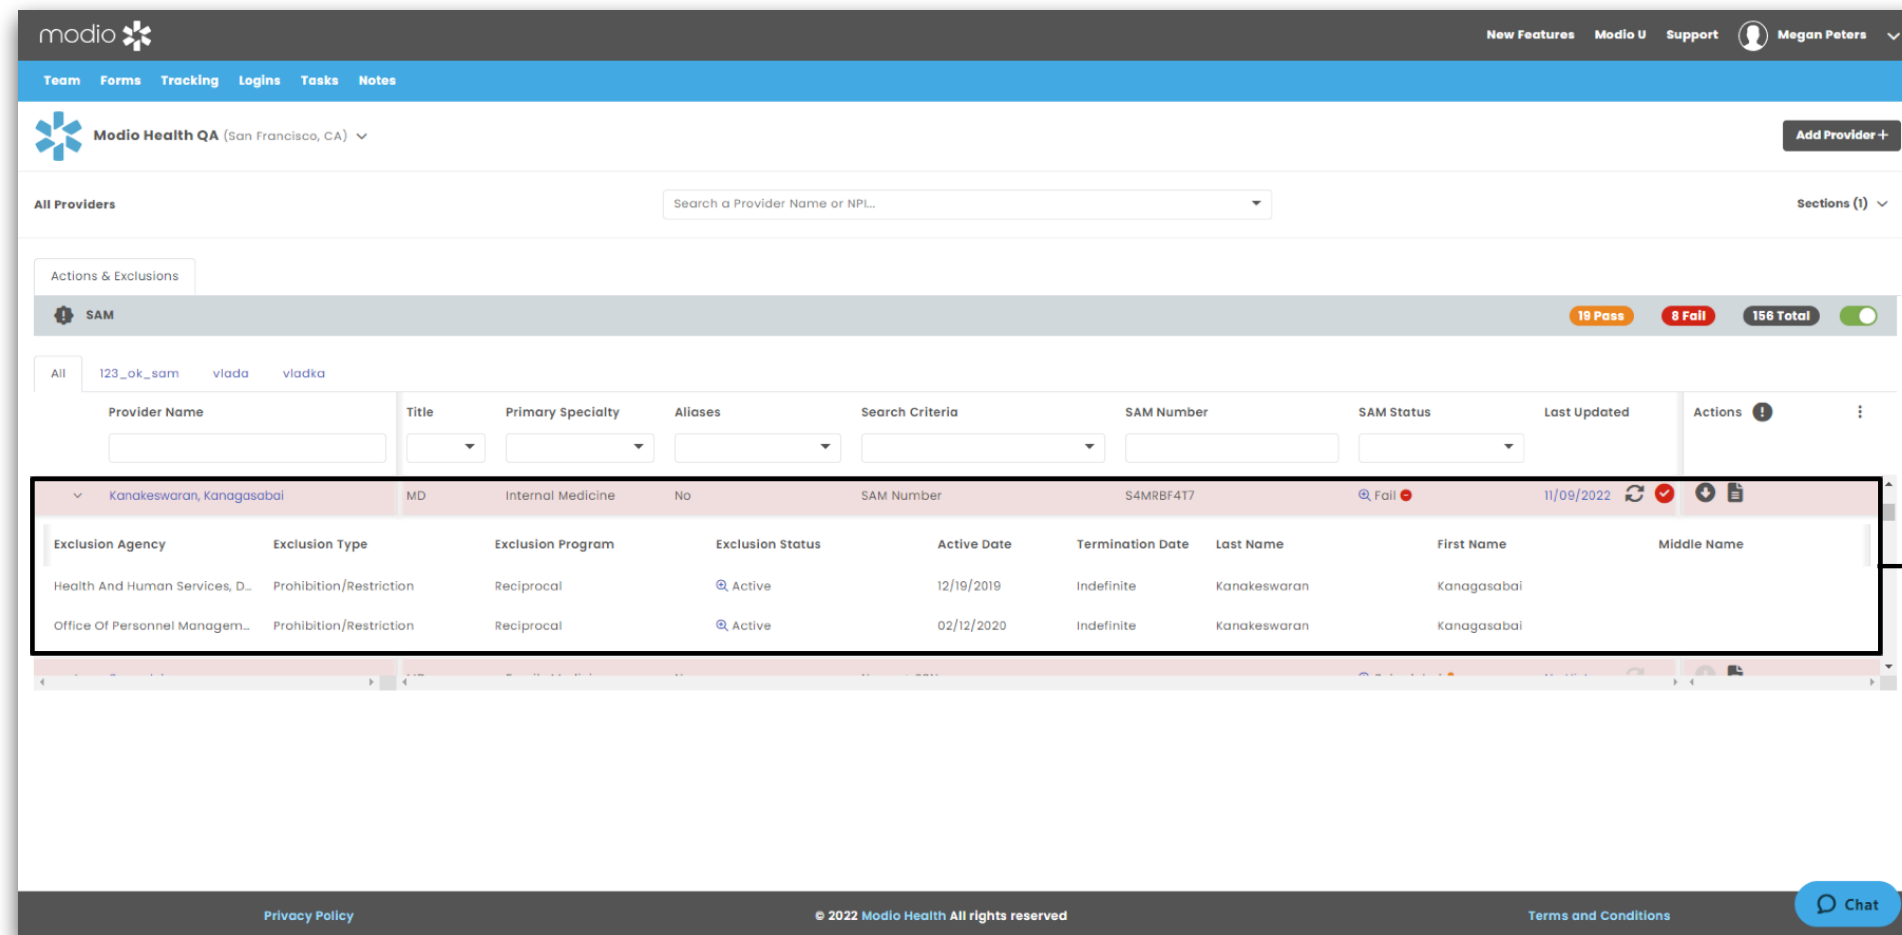 modio New Features Modio U Support Megan Peters
Team Forms Tracking Logins Tasks Notes
Modio Health QA (San Francisco, CA) Add Provider+
All Providers Search a Provider Name or NPI... Sections (1)
Actions & Exclusions
SAM 19 Pass 8 Fail 156 Total
All 123_ok_sam vlada vladka
Provider Name Title Primary Specialty Aliases Search Criteria SAM Number SAM Status Last Updated Actions
Kanakeswaran, Kanagasabai MD Internal Medicine No SAM Number S4MRBF4T7 Fail 11/09/2022
Exclusion Agency Exclusion Type Exclusion Program Exclusion Status Active Date Termination Date Last Name First Name Middle Name
Health And Human Services, D... Prohibition/Restriction Reciprocal Active 12/19/2019 Indefinite Kanakeswaran Kanagasabai
Office Of Personnel Managem... Prohibition/Restriction Reciprocal Active 02/12/2020 Indefinite Kanakeswaran Kanagasabai
Privacy Policy © 2022 Modio Health All rights reserved Terms and Conditions Chat